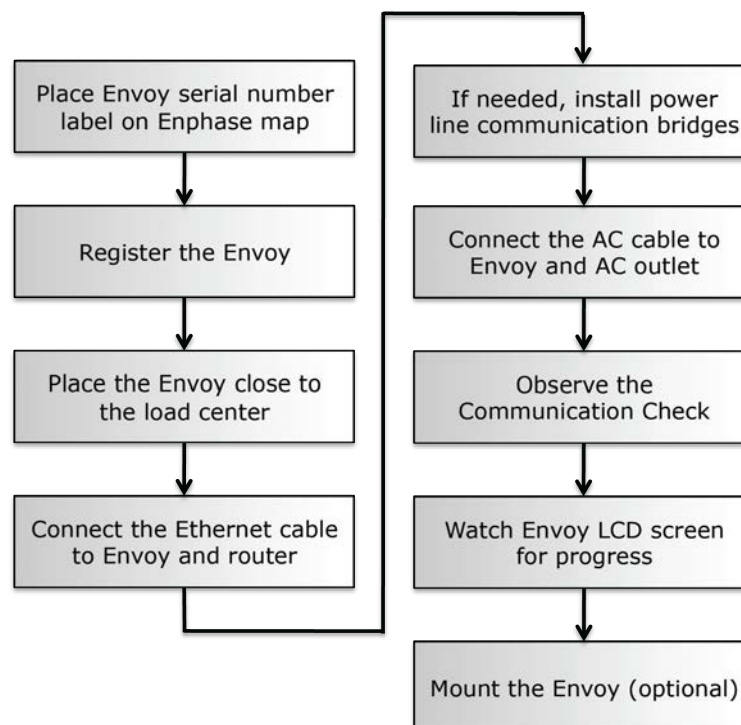 Place Envoy serial number
label on Enphase map
Register the Envoy
Place the Envoy close to
the load center
Connect the Ethernet cable
to Envoy and router
If needed, install power
line communication bridges
Connect the AC cable to
Envoy and AC outlet
Observe the
Communication Check
Watch Envoy LCD screen
for progress
Mount the Envoy (optional)